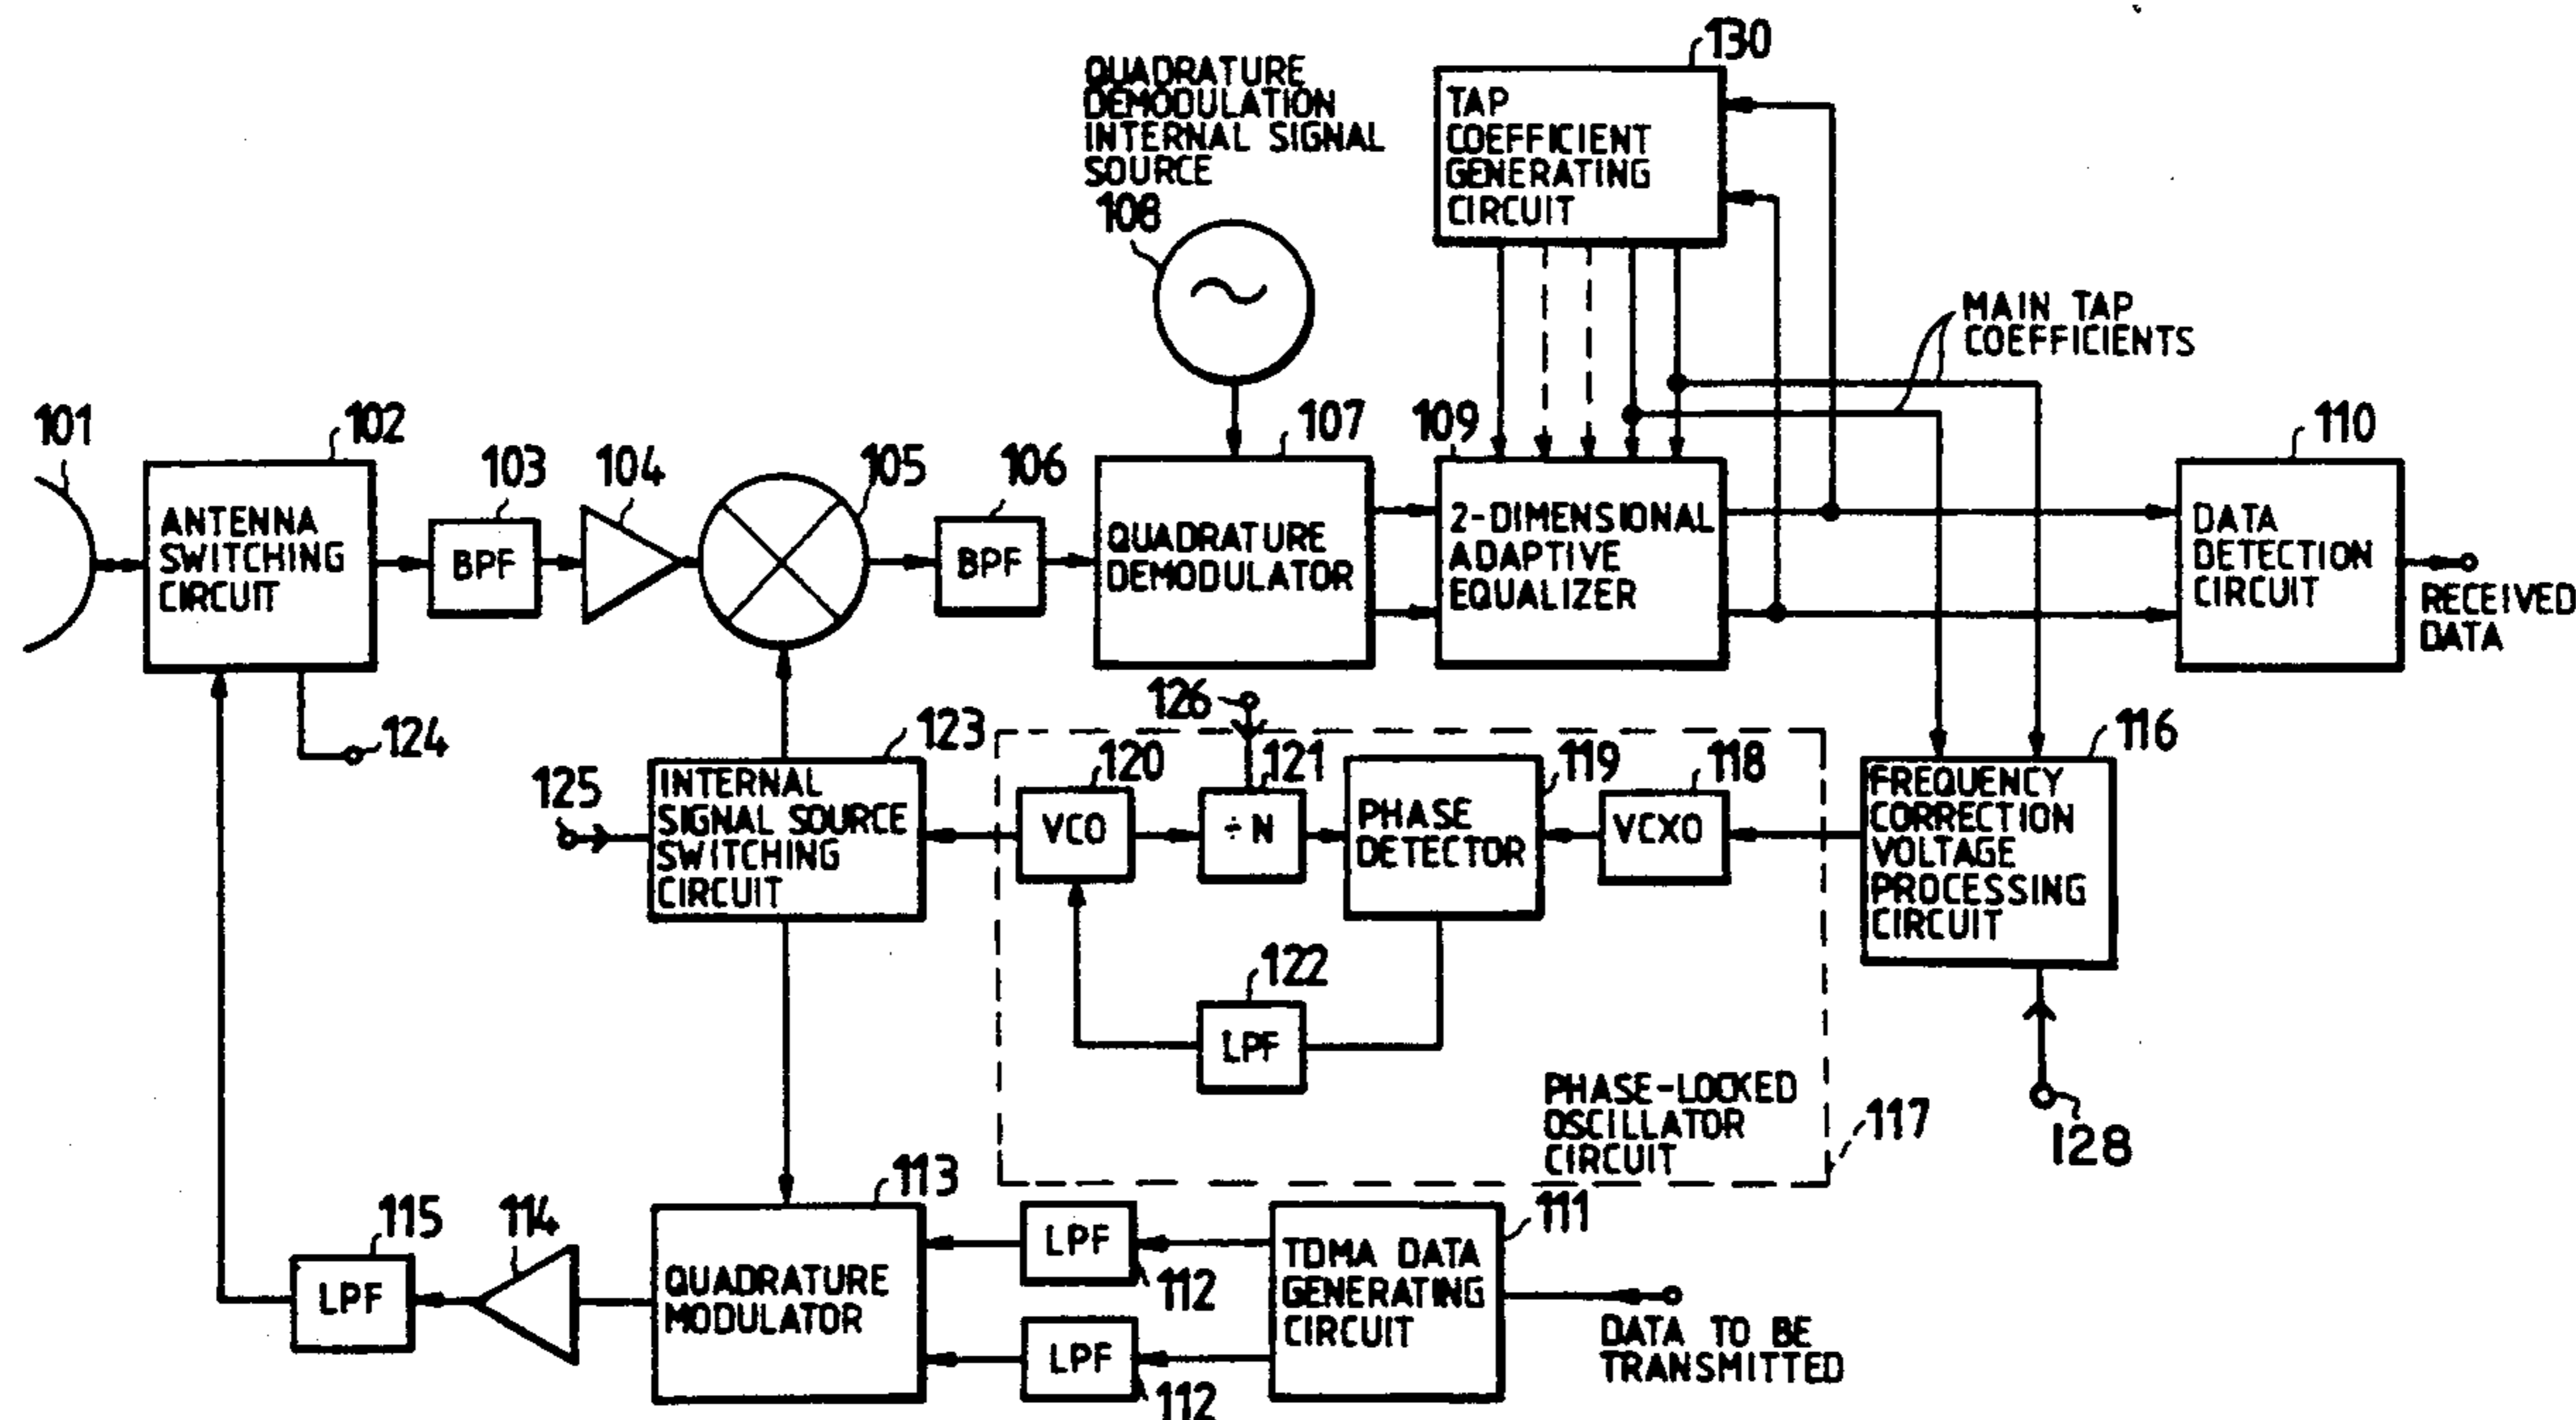 130
QUADRATURE
DEMODULATION
INTERNAL SIGNAL
SOURCE
108
TAP
COEFFICIENT
GENERATING
CIRCUIT
MAIN TAP
COEFFICIENTS
101
102
103
104
105
106
107
109
110
ANTENNA
SWITCHING
CIRCUIT
BPF
BPF
QUADRATURE
DEMODULATOR
2-DIMENSIONAL
ADAPTIVE
EQUALIZER
DATA
DETECTION
CIRCUIT
RECEIVED
DATA
124
125
123
INTERNAL
SIGNAL SOURCE
SWITCHING
CIRCUIT
126
120
VCO
121
÷N
119
PHASE
DETECTOR
118
VCXO
116
FREQUENCY
CORRECTION
VOLTAGE
PROCESSING
CIRCUIT
122
LPF
PHASE-LOCKED
OSCILLATOR
CIRCUIT
117
128
115
LPF
114
113
QUADRATURE
MODULATOR
LPF
112
LPF
112
111
TDMA DATA
GENERATING
CIRCUIT
DATA TO BE
TRANSMITTED